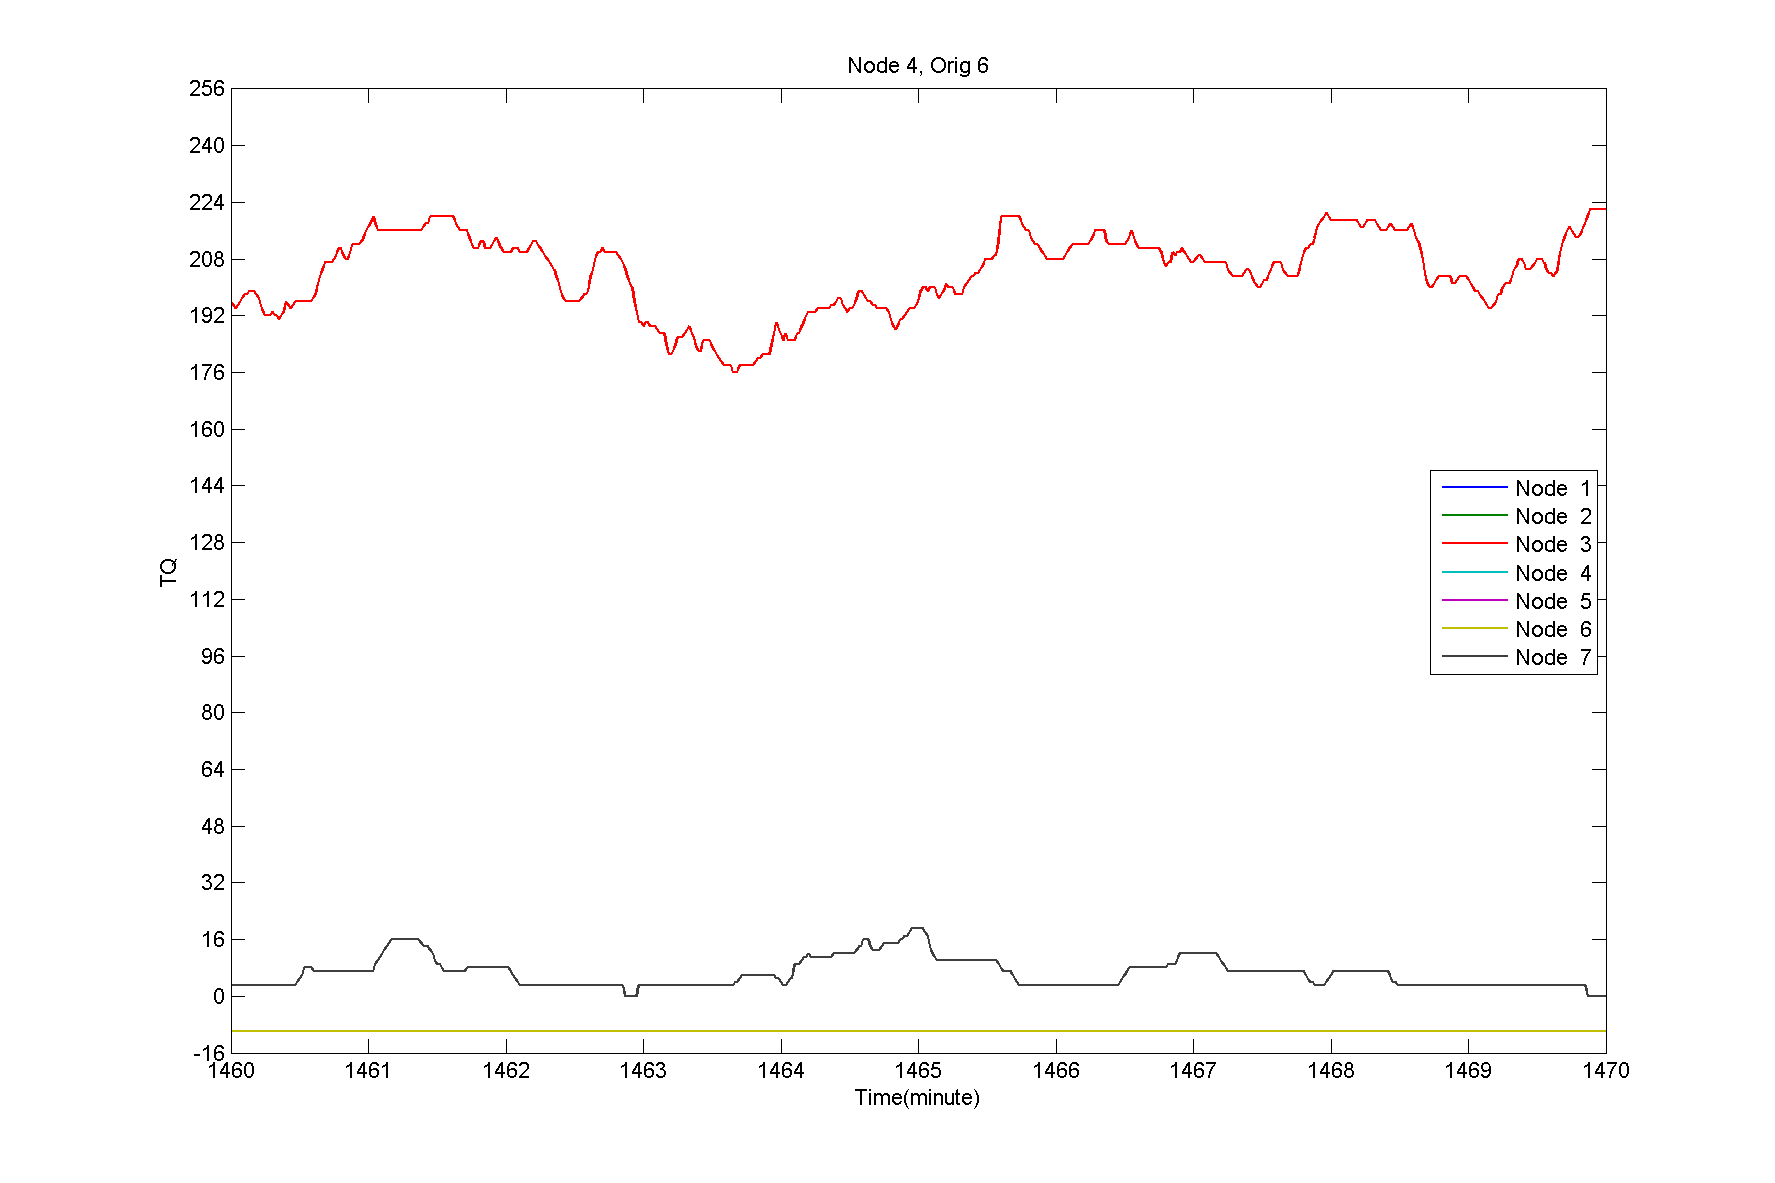 Node 4, Orig 6
256
240
224
208
192
176
160
144
128
112
96
80
64
48
32
16
0
-16
TQ
Node 1
Node 2
Node 3
Node 4
Node 5
Node 6
Node 7
1460 1461 1462 1463 1464 1465 1466 1467 1468 1469 1470
Time(minute)